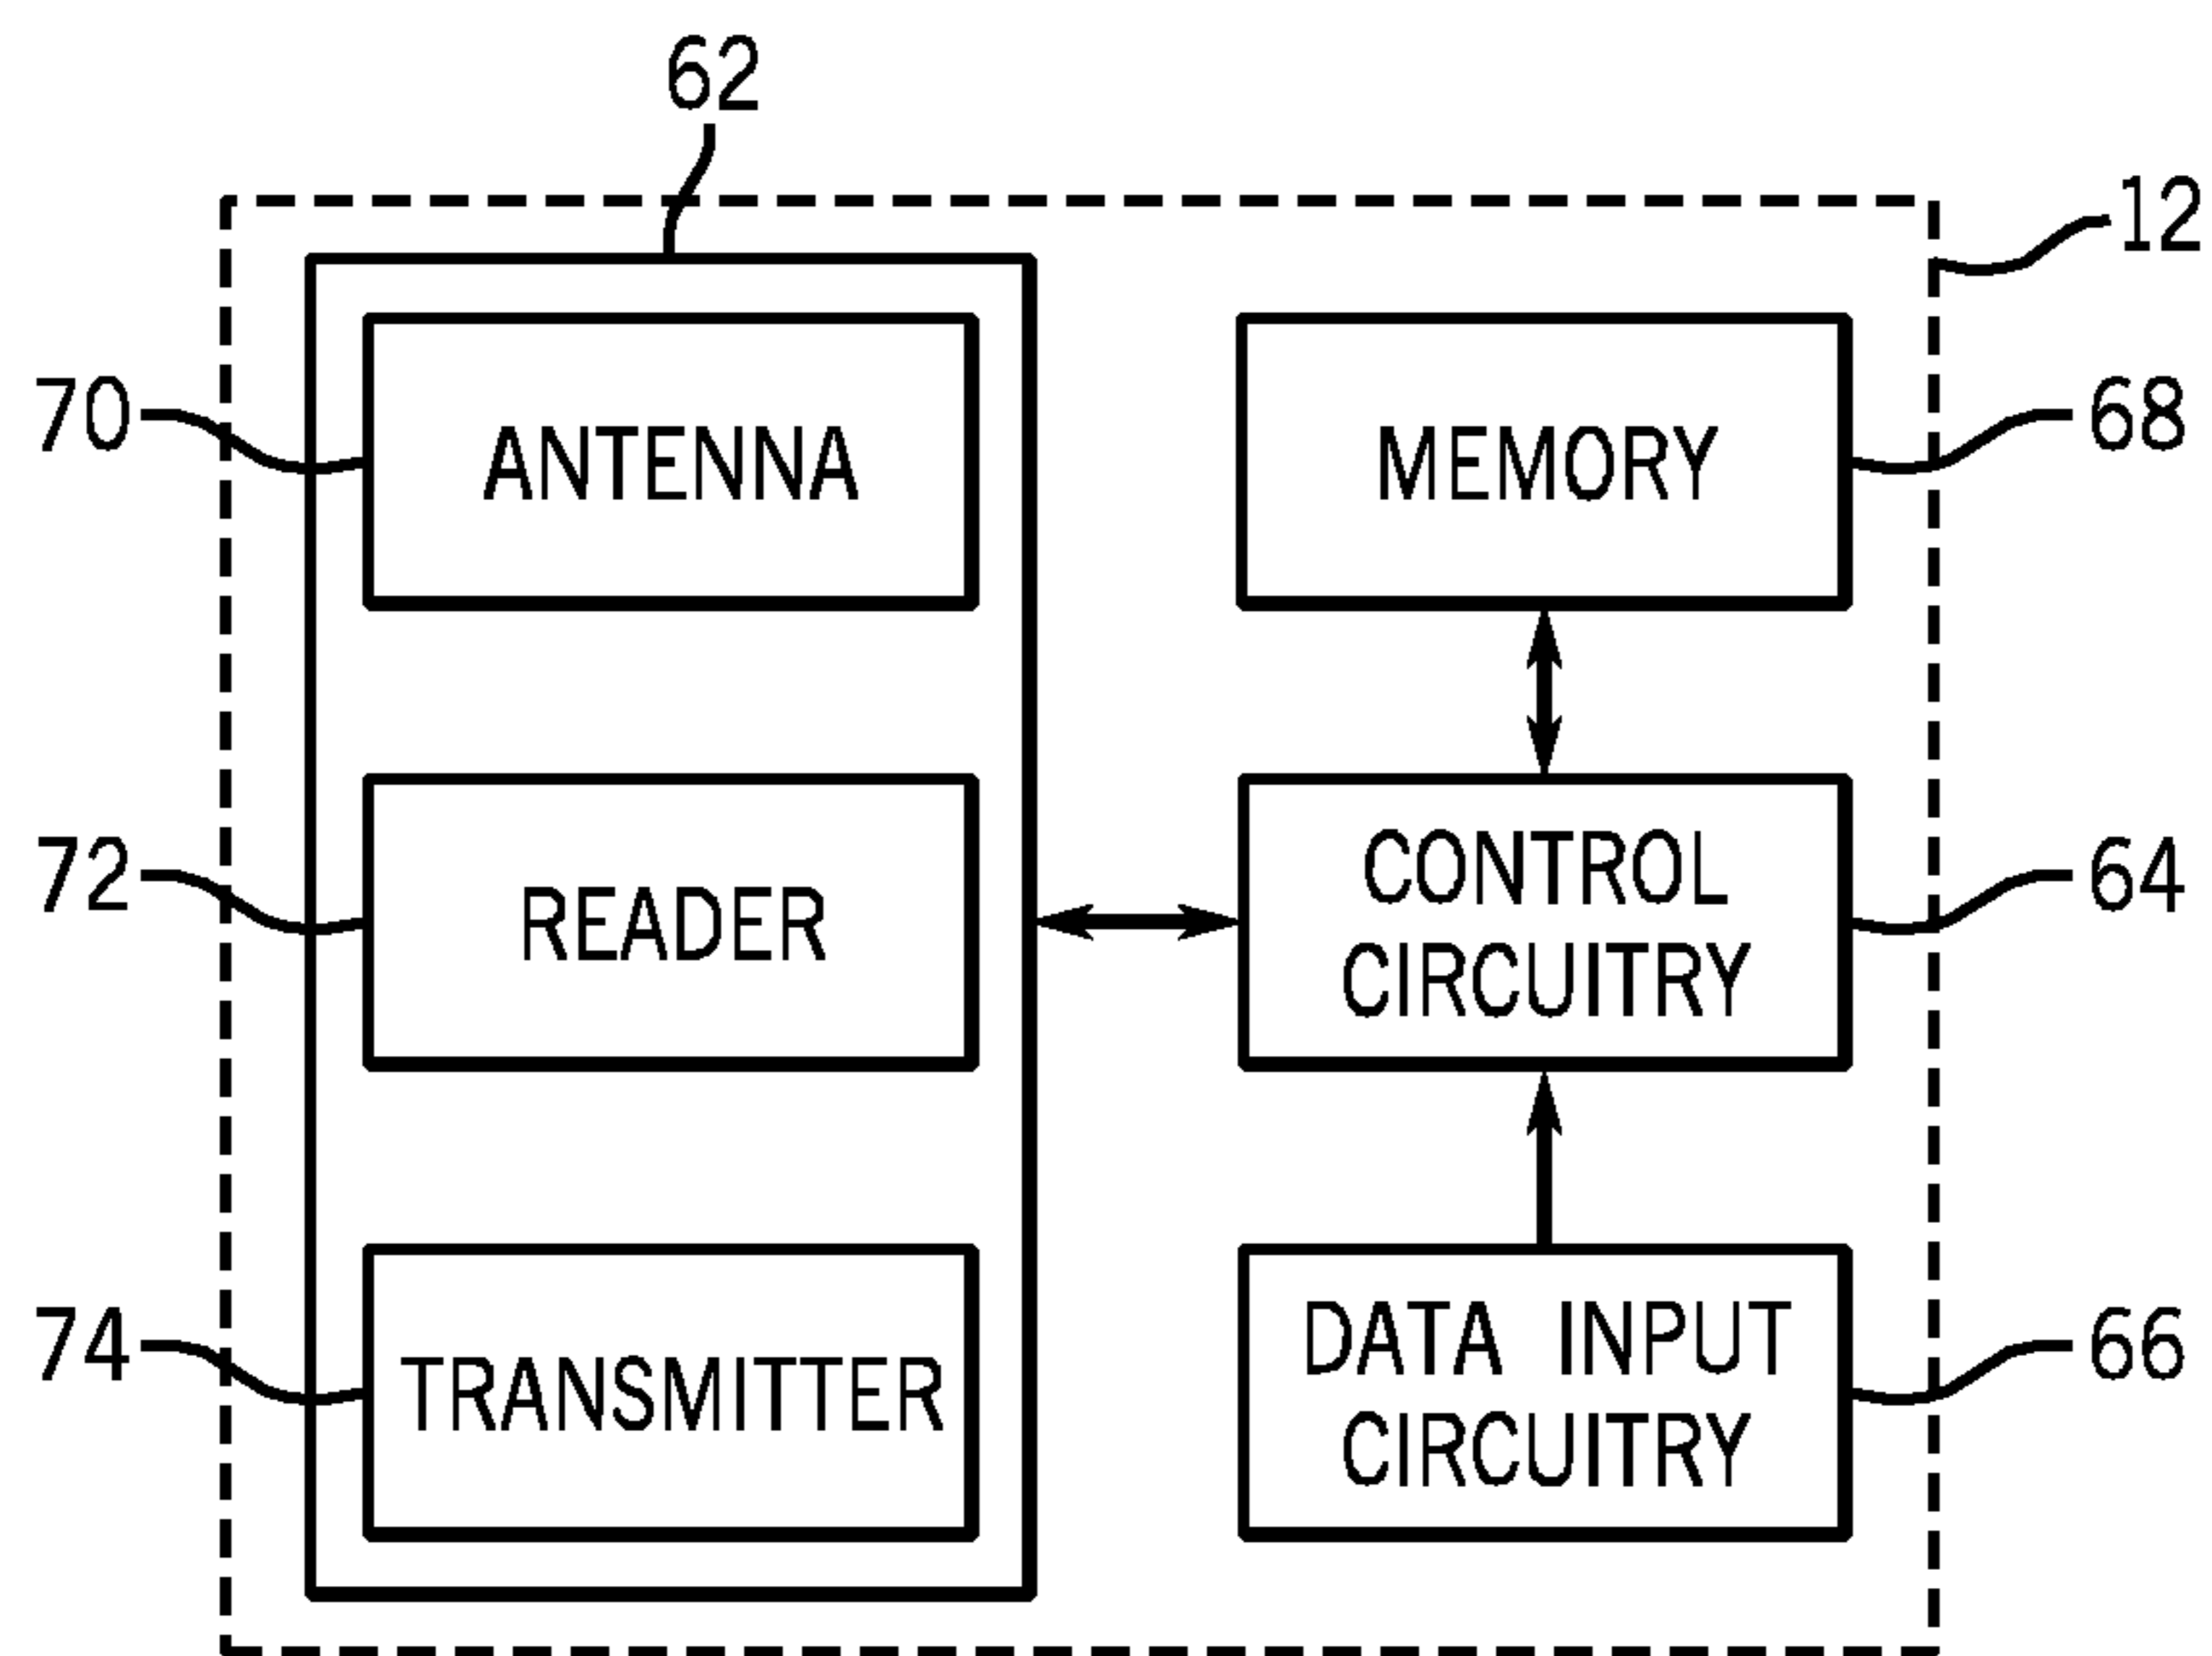 62
12
70
ANTENNA
MEMORY
68
72
READER
CONTROL
CIRCUITRY
64
74
TRANSMITTER
DATA INPUT
CIRCUITRY
66